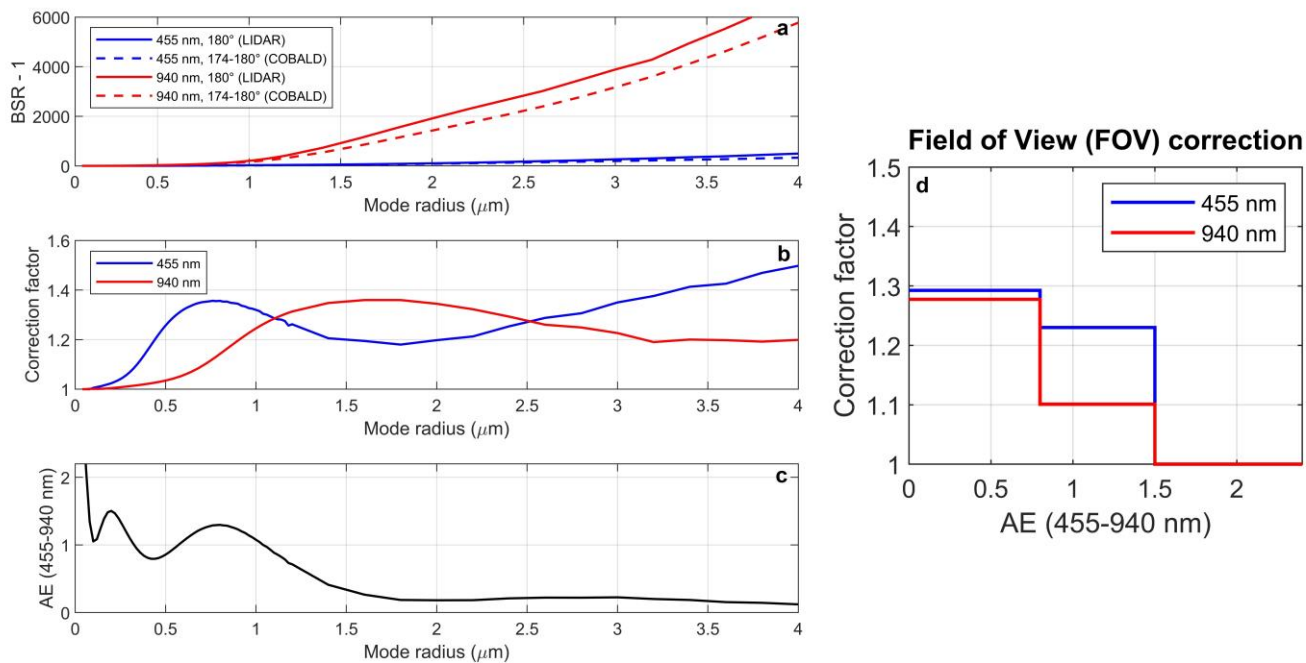 6000
4000
2000
0
BSR - 1
455 nm, 180° (LIDAR)
455 nm, 174-180° (COBALD)
940 nm, 180° (LIDAR)
940 nm, 174-180° (COBALD)
a
0 0.5 1 1.5 2 2.5 3 3.5 4
Mode radius (μm)
1.6
1.4
1.2
1
Correction factor
455 nm
940 nm
b
0 0.5 1 1.5 2 2.5 3 3.5 4
Mode radius (μm)
2
1
0
AE (455-940 nm)
c
0 0.5 1 1.5 2 2.5 3 3.5 4
Mode radius (μm)
Field of View (FOV) correction
1.5
1.4
1.3
1.2
1.1
1
Correction factor
d
455 nm
940 nm
0 0.5 1 1.5 2
AE (455-940 nm)